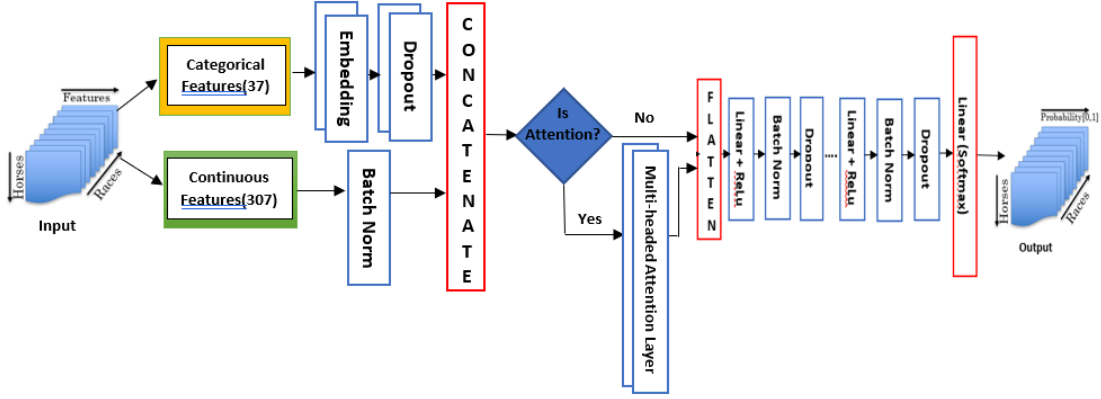 Features
Horses
Races
Input
Categorical
Features(37)
Continuous
Features(307)
Embedding
Dropout
Batch Norm
CONCATENATE
Is
Attention?
No
Yes
Multi-headed Attention Layer
FLATTEN
Linear + ReLu
Batch Norm
Dropout
....
Linear + ReLu
Batch Norm
Dropout
Linear (Softmax)
Probability[0,1]
Horses
Races
Output